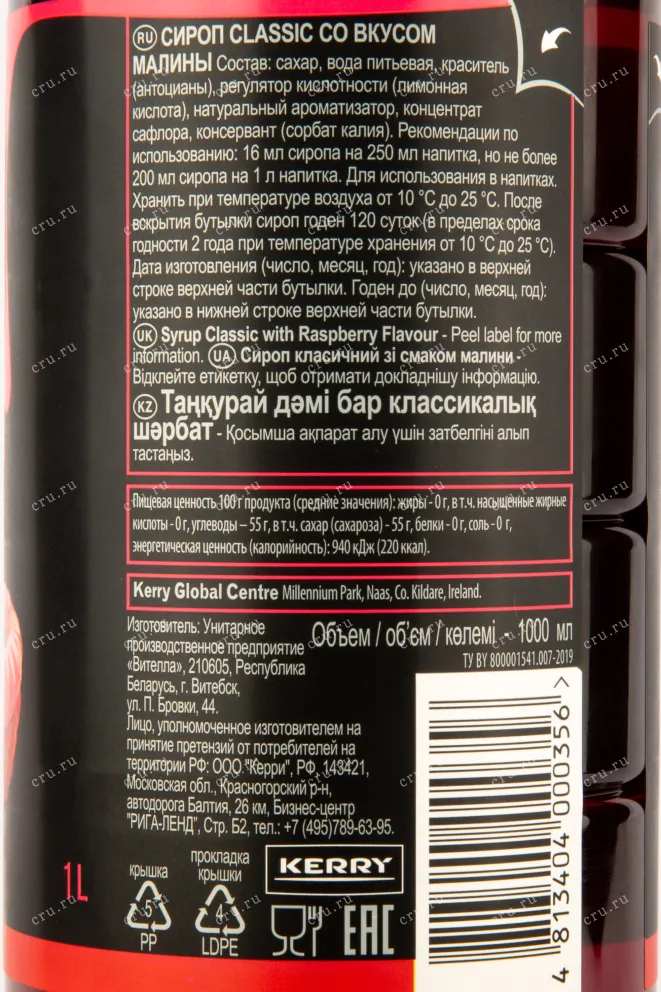 RU СИРОП CLASSIC СО ВКУСОМ
МАЛИНЫ Состав: сахар, вода питьевая, краситель
(антоцианы), регулятор кислотности (лимонная
кислота), натуральный ароматизатор, концентрат
сафлора, консервант (сорбат калия). Рекомендации по
использованию: 16 мл сиропа на 250 мл напитка, но не более
200 мл сиропа на 1 л напитка. Для использования в напитках.
Хранить при температуре воздуха от 10 °C до 25 °C. После
вскрытия бутылки сироп годен 120 суток (в пределах срока
годности 2 года при температуре хранения от 10 °C до 25 °C).
Дата изготовления (число, месяц, год): указано в верхней
строке верхней части бутылки. Годен до (число, месяц, год):
указано в нижней строке верхней части бутылки.
UK Syrup Classic with Raspberry Flavour - Peel label for more
information. UA Сироп класичний зі смаком малини -
Відклейте етикетку, щоб отримати докладнішу інформацію.
KZ Таңқурай дәмі бар классикалық
шәрбат - Қосымша ақпарат алу үшін затбелгіні алып
тастаңыз.
Пищевая ценность 100 г продукта (средние значения): жиры - 0 г, в т.ч. насыщенные жирные
кислоты - 0 г, углеводы – 55 г, в т.ч. сахар (сахароза) - 55 г, белки - 0 г, соль - 0 г,
энергетическая ценность (калорийность): 940 кДж (220 ккал).
Kerry Global Centre Millennium Park, Naas, Co. Kildare, Ireland.
Изготовитель: Унитарное
производственное предприятие
«Вителла», 210605, Республика
Беларусь, г. Витебск,
ул. П. Бровки, 44.
Лицо, уполномоченное изготовителем на
принятие претензий от потребителей на
территории РФ: ООО "Керри", РФ, 143421,
Московская обл., Красногорский р-н,
автодорога Балтия, 26 км, Бизнес-центр
"РИГА-ЛЕНД", Стр. Б2, тел.: +7 (495)789-63-95.
Объем / об'єм / көлемі - 1000 мл
ТУ BY 800001541.007-2019
4 813404 000356 >
1L
крышка
5
PP
прокладка
крышки
4
LDPE
KERRY
EAC
cru.ru